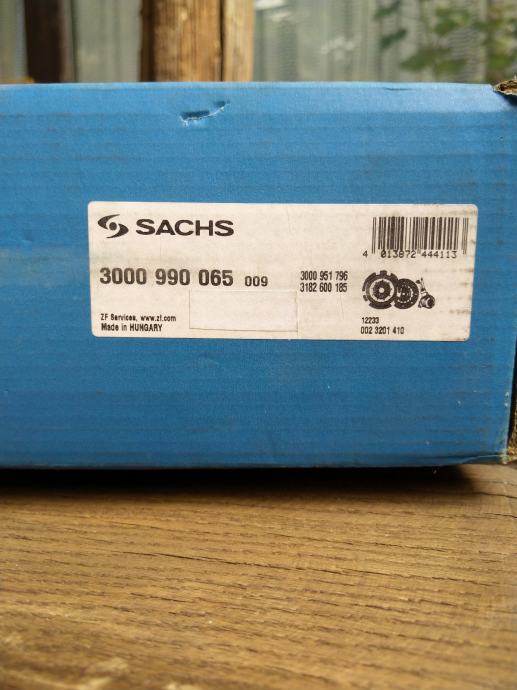 SACHS
3000 990 065 009
3000 951 796
3182 600 185
4 013872 444113
ZF Services, www.zf.com
Made in HUNGARY
12233
002 3201 410